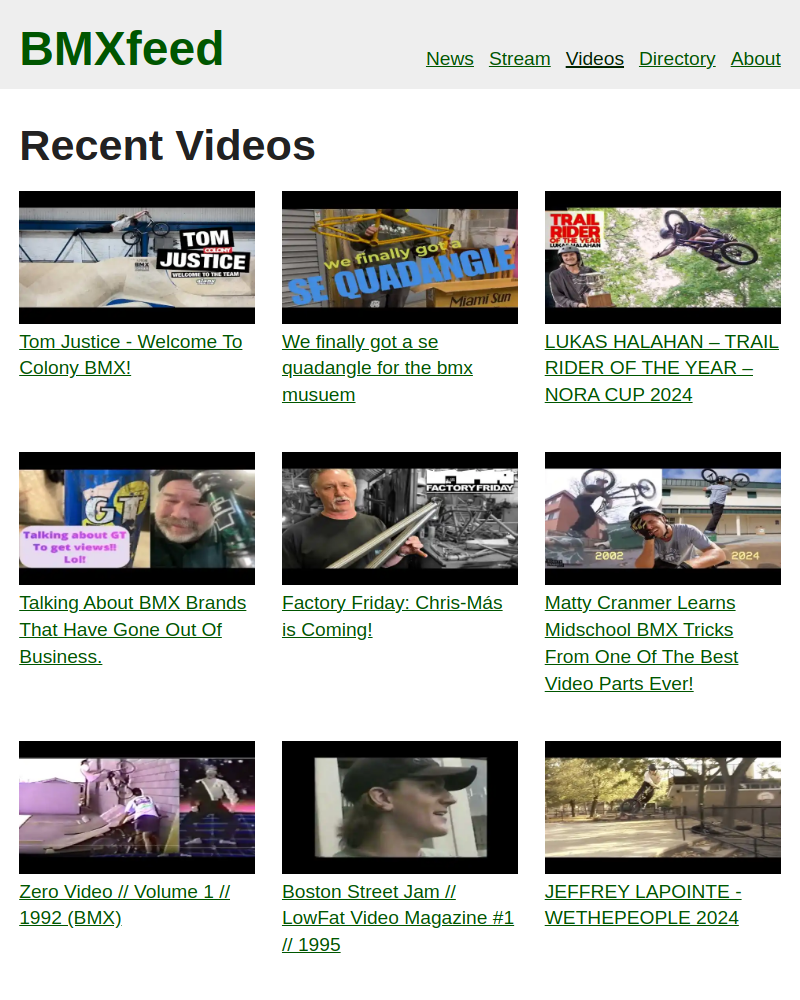 BMXfeed
News Stream Videos Directory About
Recent Videos
TOM
COLONY
JUSTICE
WELCOME TO THE TEAM
BMX
we finally got a
SE QUADANGLE
Miami Sun
TRAIL
RIDER
OF THE YEAR
LUKAS HALAHAN
Tom Justice - Welcome To
Colony BMX!
We finally got a se
quadangle for the bmx
musuem
LUKAS HALAHAN – TRAIL
RIDER OF THE YEAR –
NORA CUP 2024
GT
Talking about GT
To get views!!
Lol!
FACTORY FRIDAY
2002
2024
Talking About BMX Brands
That Have Gone Out Of
Business.
Factory Friday: Chris-Más
is Coming!
Matty Cranmer Learns
Midschool BMX Tricks
From One Of The Best
Video Parts Ever!
Zero Video // Volume 1 //
1992 (BMX)
Boston Street Jam //
LowFat Video Magazine #1
// 1995
JEFFREY LAPOINTE -
WETHEPEOPLE 2024